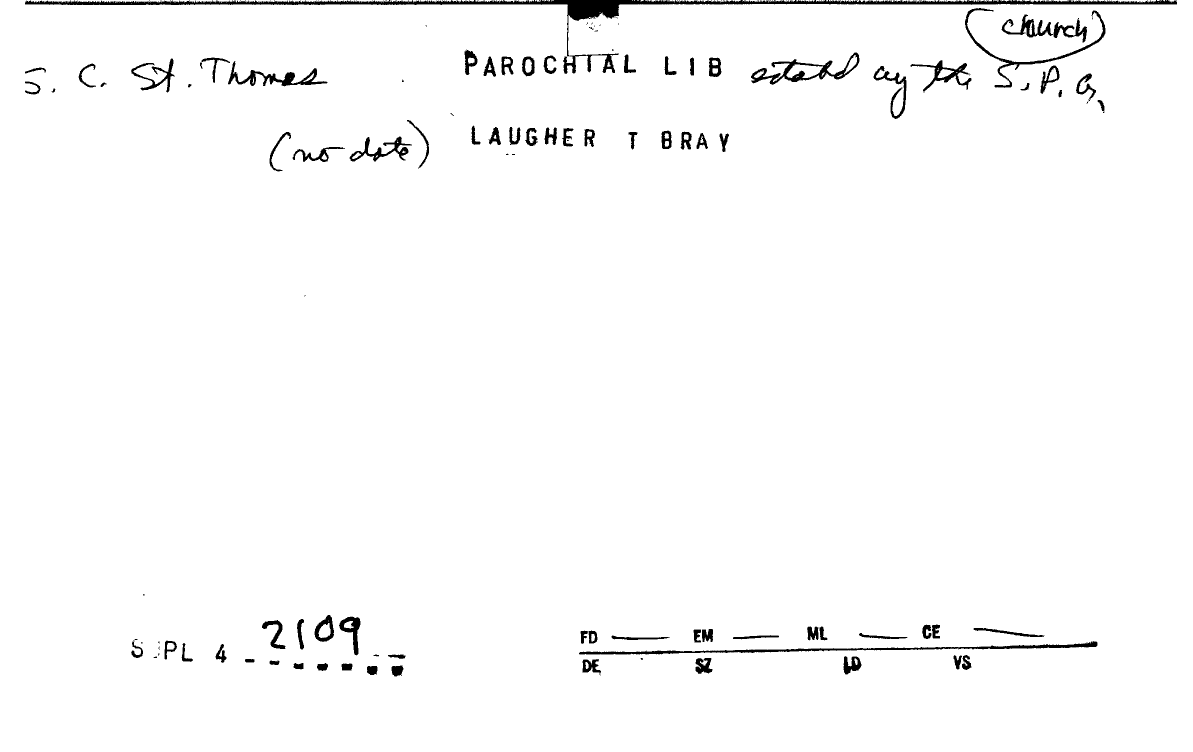 (church)
S. C. St. Thomas PAROCHIAL LIB estabd by the S. P. G.
(no date) LAUGHER T BRAY
SUPL 4 2109
FD EM ML CE
DE SZ LD VS